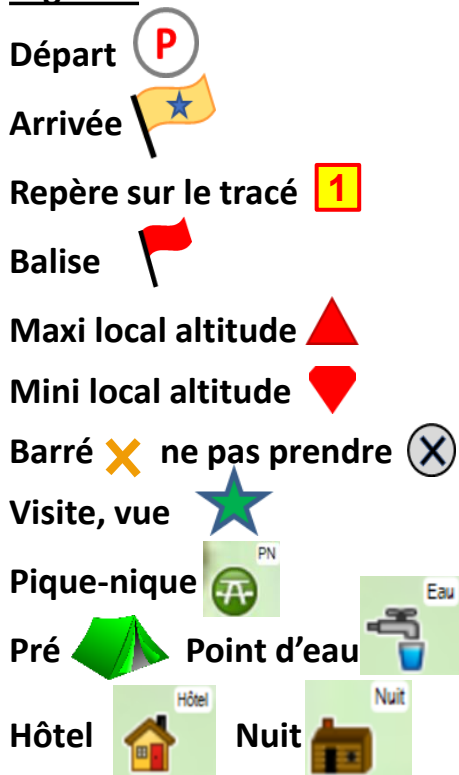 Départ P
Arrivée
Repère sur le tracé 1
Balise
Maxi local altitude
Mini local altitude
Barré ne pas prendre
Visite, vue
Pique-nique PN
Pré Point d’eau Eau
Hôtel Hôtel Nuit Nuit